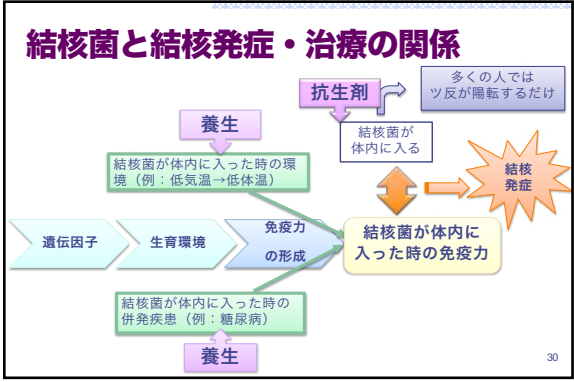 結核菌と結核発症・治療の関係
多くの人では
ツ反が陽転するだけ
抗生剤
養生
結核菌が
体内に入る
結核菌が体内に入った時の環
境（例：低気温→低体温）
結核
発症
遺伝因子
生育環境
免疫力
の形成
結核菌が体内に
入った時の免疫力
結核菌が体内に入った時の
併発疾患（例：糖尿病）
養生
30